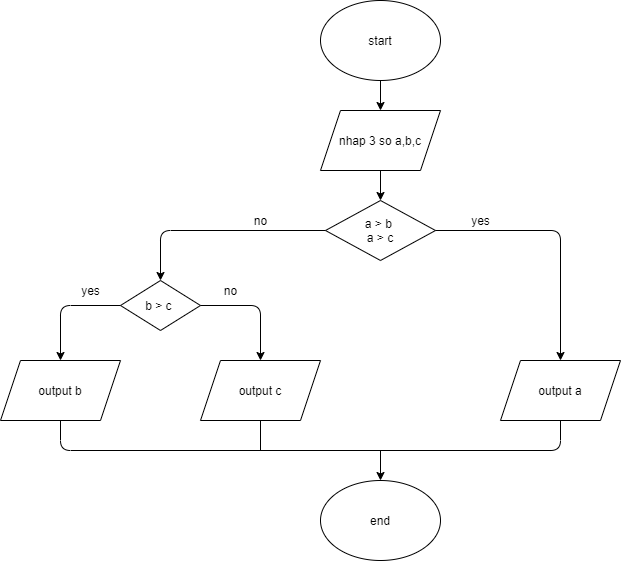 start
nhap 3 so a,b,c
a > b
a > c
no
yes
b > c
yes
no
output b
output c
output a
end